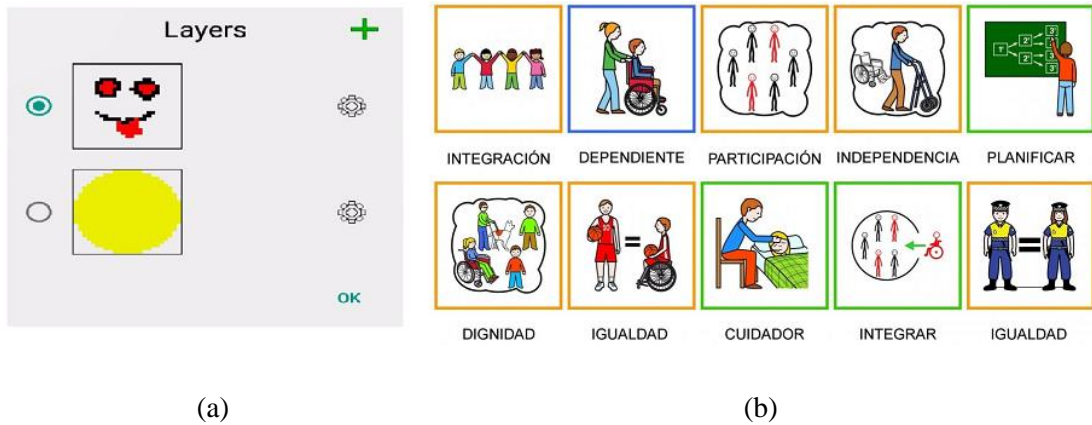 Layers
OK
INTEGRACIÓN DEPENDIENTE PARTICIPACIÓN INDEPENDENCIA PLANIFICAR
DIGNIDAD IGUALDAD CUIDADOR INTEGRAR IGUALDAD
(a) (b)